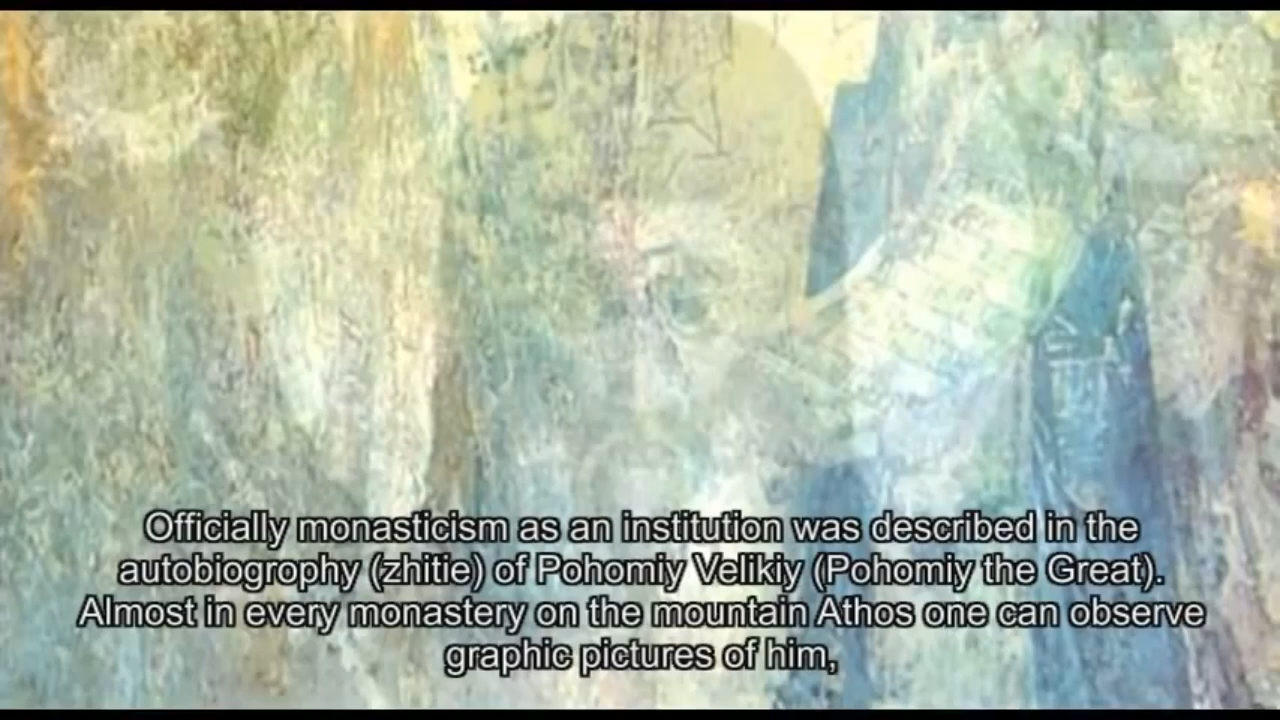 Officially monasticism as an institution was described in the
autobiogrophy (zhitie) of Pohomiy Velikiy (Pohomiy the Great).
Almost in every monastery on the mountain Athos one can observe
graphic pictures of him,